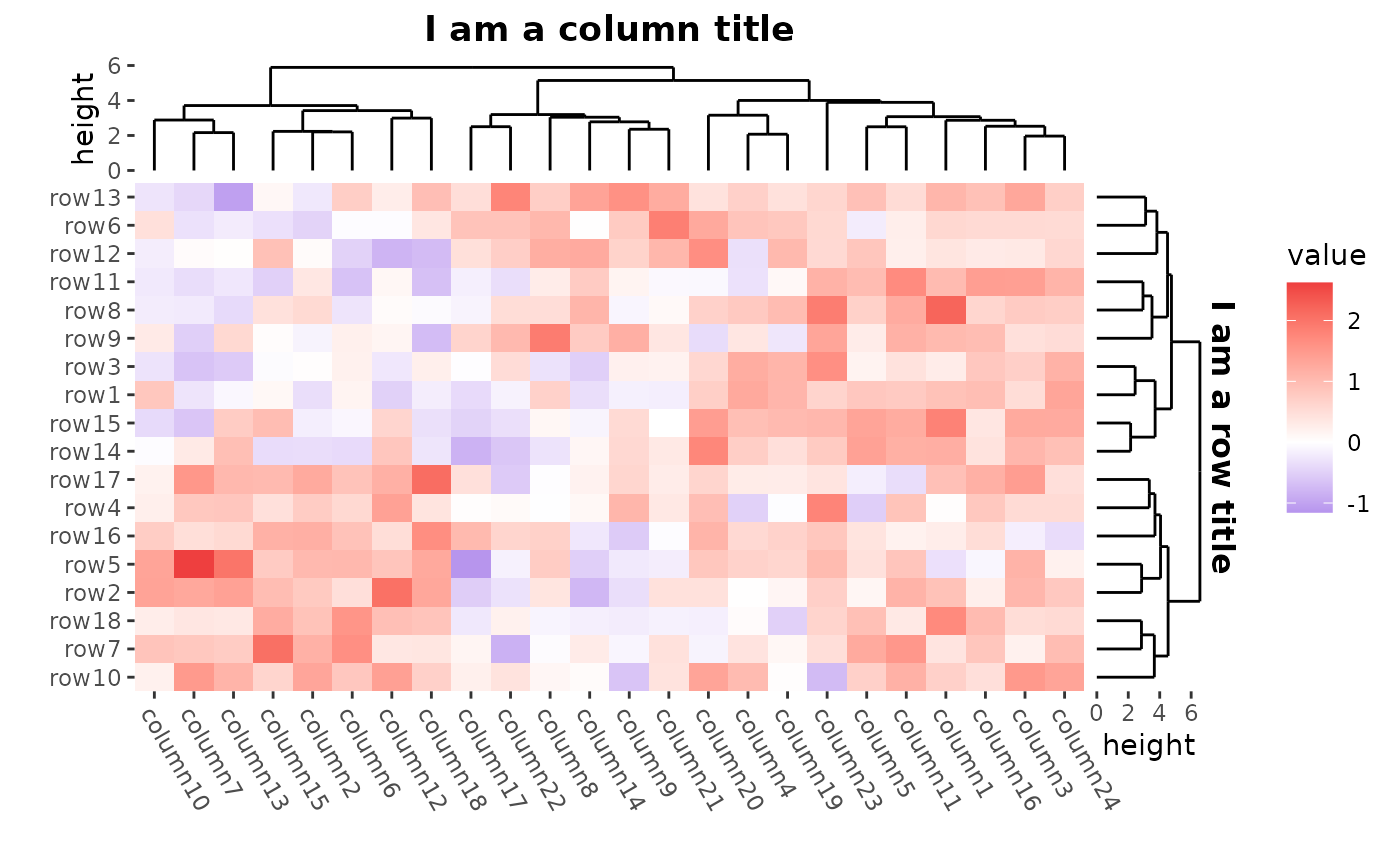 I am a column title
height
6
4
2
0
row13
row6
row12
row11
row8
row9
row3
row1
row15
row14
row17
row4
row16
row5
row2
row18
row7
row10
column10
column7
column13
column15
column2
column6
column12
column18
column17
column22
column8
column14
column9
column21
column20
column4
column19
column23
column5
column11
column1
column16
column3
column24
0 2 4 6
height
I am a row title
value
2
1
0
-1